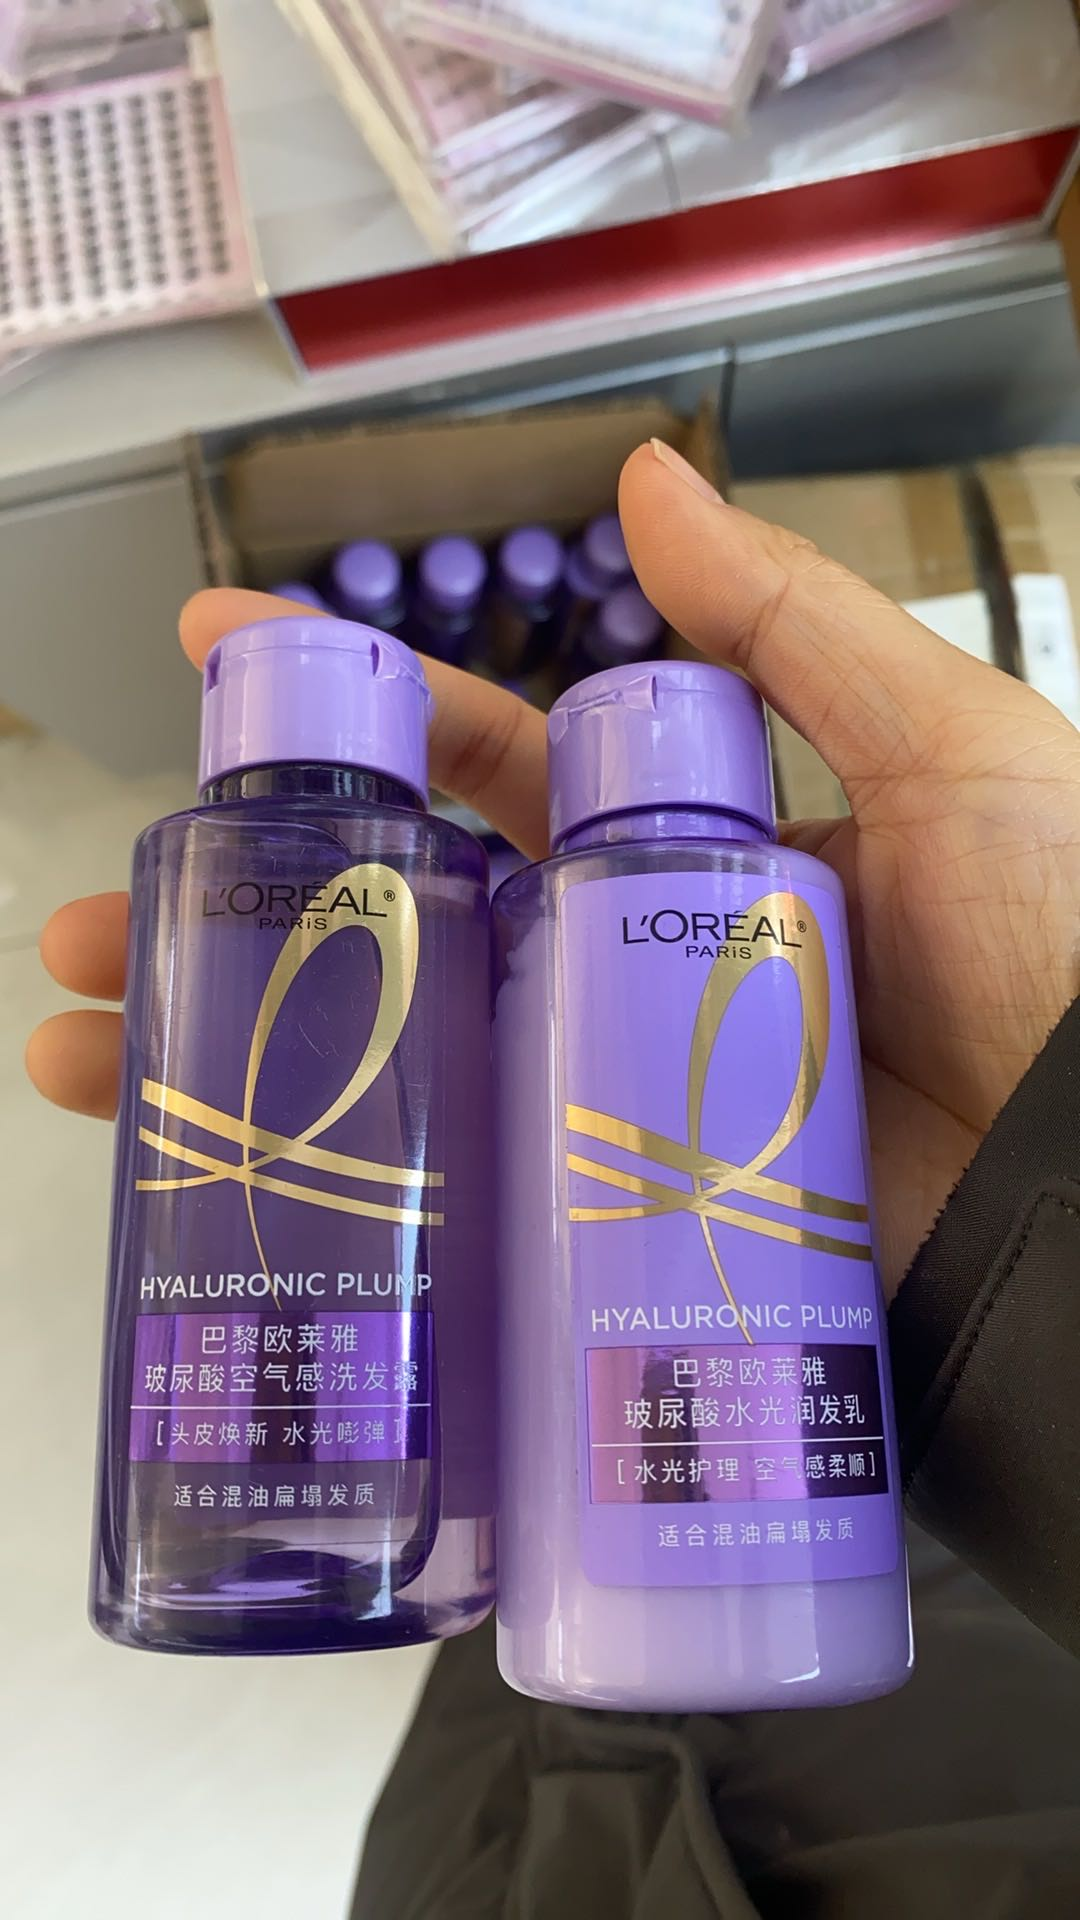 L'ORÉAL®
PARiS
HYALURONIC PLUMP
巴黎欧莱雅
玻尿酸空气感洗发露
[头皮焕新 水光嘭弹]
适合混油扁塌发质
L'ORÉAL®
PARiS
HYALURONIC PLUMP
巴黎欧莱雅
玻尿酸水光润发乳
[水光护理 空气感柔顺]
适合混油扁塌发质